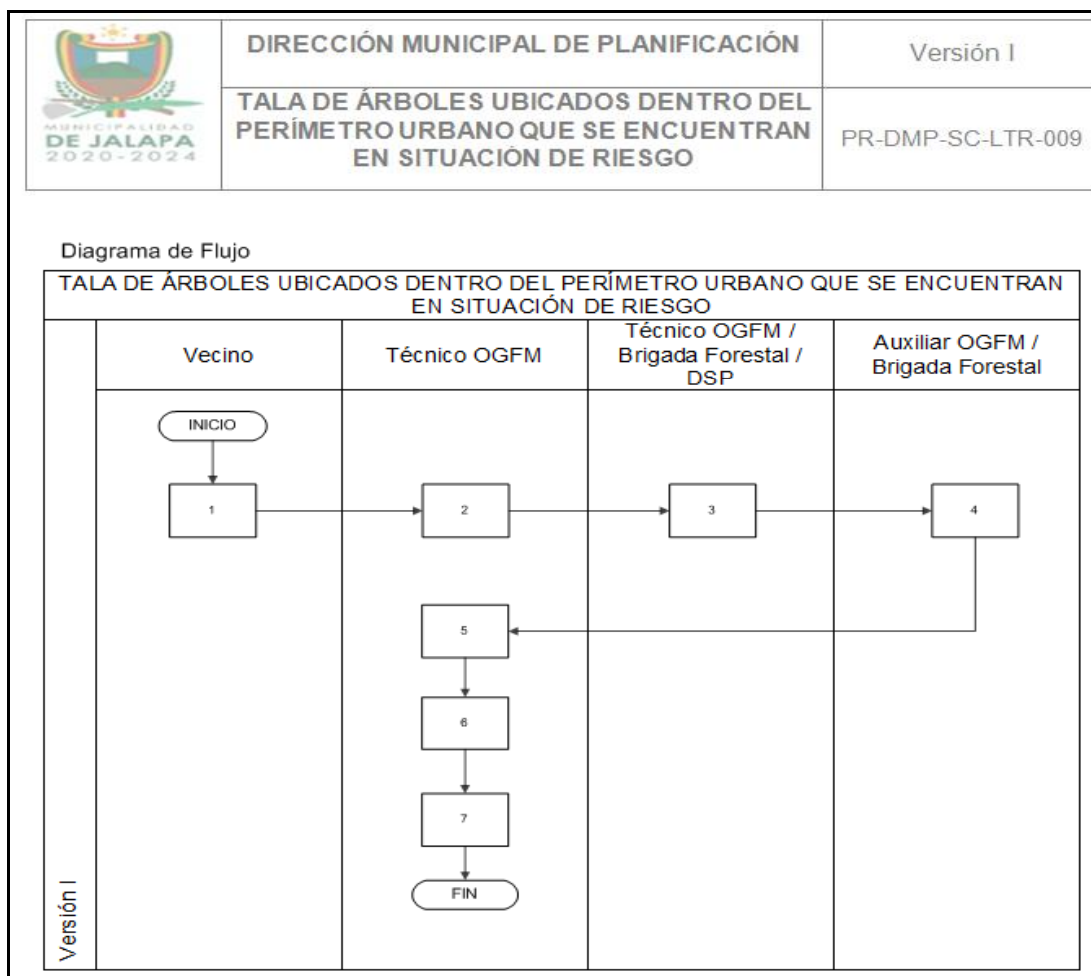 MUNICIPALIDAD
DE JALAPA
2020-2024
DIRECCIÓN MUNICIPAL DE PLANIFICACIÓN
Versión I
TALA DE ÁRBOLES UBICADOS DENTRO DEL
PERÍMETRO URBANO QUE SE ENCUENTRAN
EN SITUACIÓN DE RIESGO
PR-DMP-SC-LTR-009
Diagrama de Flujo
TALA DE ÁRBOLES UBICADOS DENTRO DEL PERÍMETRO URBANO QUE SE ENCUENTRAN
EN SITUACIÓN DE RIESGO
Vecino
Técnico OGFM
Técnico OGFM /
Brigada Forestal /
DSP
Auxiliar OGFM /
Brigada Forestal
INICIO
1
2
3
4
5
6
7
FIN
Versión I